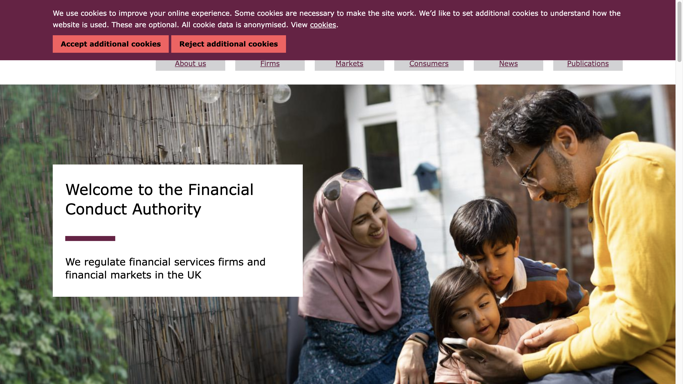 We use cookies to improve your online experience. Some cookies are necessary to make the site work. We'd like to set additional cookies to understand how the
website is used. These are optional. All cookie data is anonymised. View cookies.
Accept additional cookies Reject additional cookies
About us Firms Markets Consumers News Publications
Welcome to the Financial
Conduct Authority
We regulate financial services firms and
financial markets in the UK